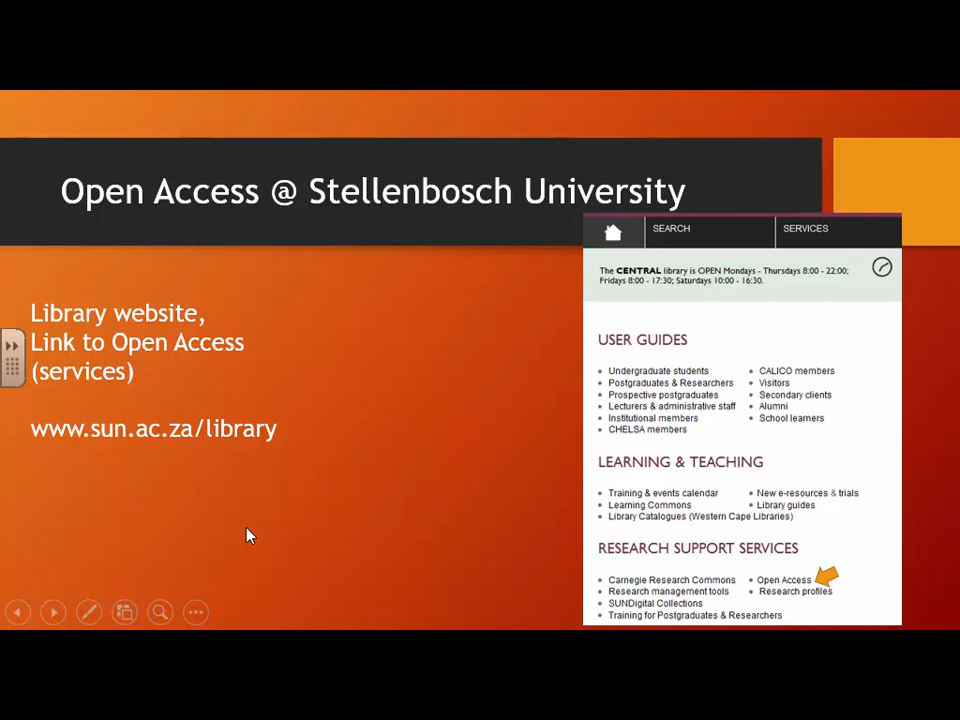 Open Access @ Stellenbosch University
Library website,
Link to Open Access
(services)
www.sun.ac.za/library
SEARCH
SERVICES
The CENTRAL library is OPEN Mondays - Thursdays 8:00 - 22:00;
Fridays 8:00 - 17:30; Saturdays 10:00 - 16:30.
USER GUIDES
Undergraduate students
Postgraduates & Researchers
Prospective postgraduates
Lecturers & administrative staff
Institutional members
CHELSA members
CALICO members
Visitors
Secondary clients
Alumni
School learners
LEARNING & TEACHING
Training & events calendar
Learning Commons
Library Catalogues (Western Cape Libraries)
New e-resources & trials
Library guides
RESEARCH SUPPORT SERVICES
Carnegie Research Commons
Research management tools
SUNDigital Collections
Training for Postgraduates & Researchers
Open Access
Research profiles